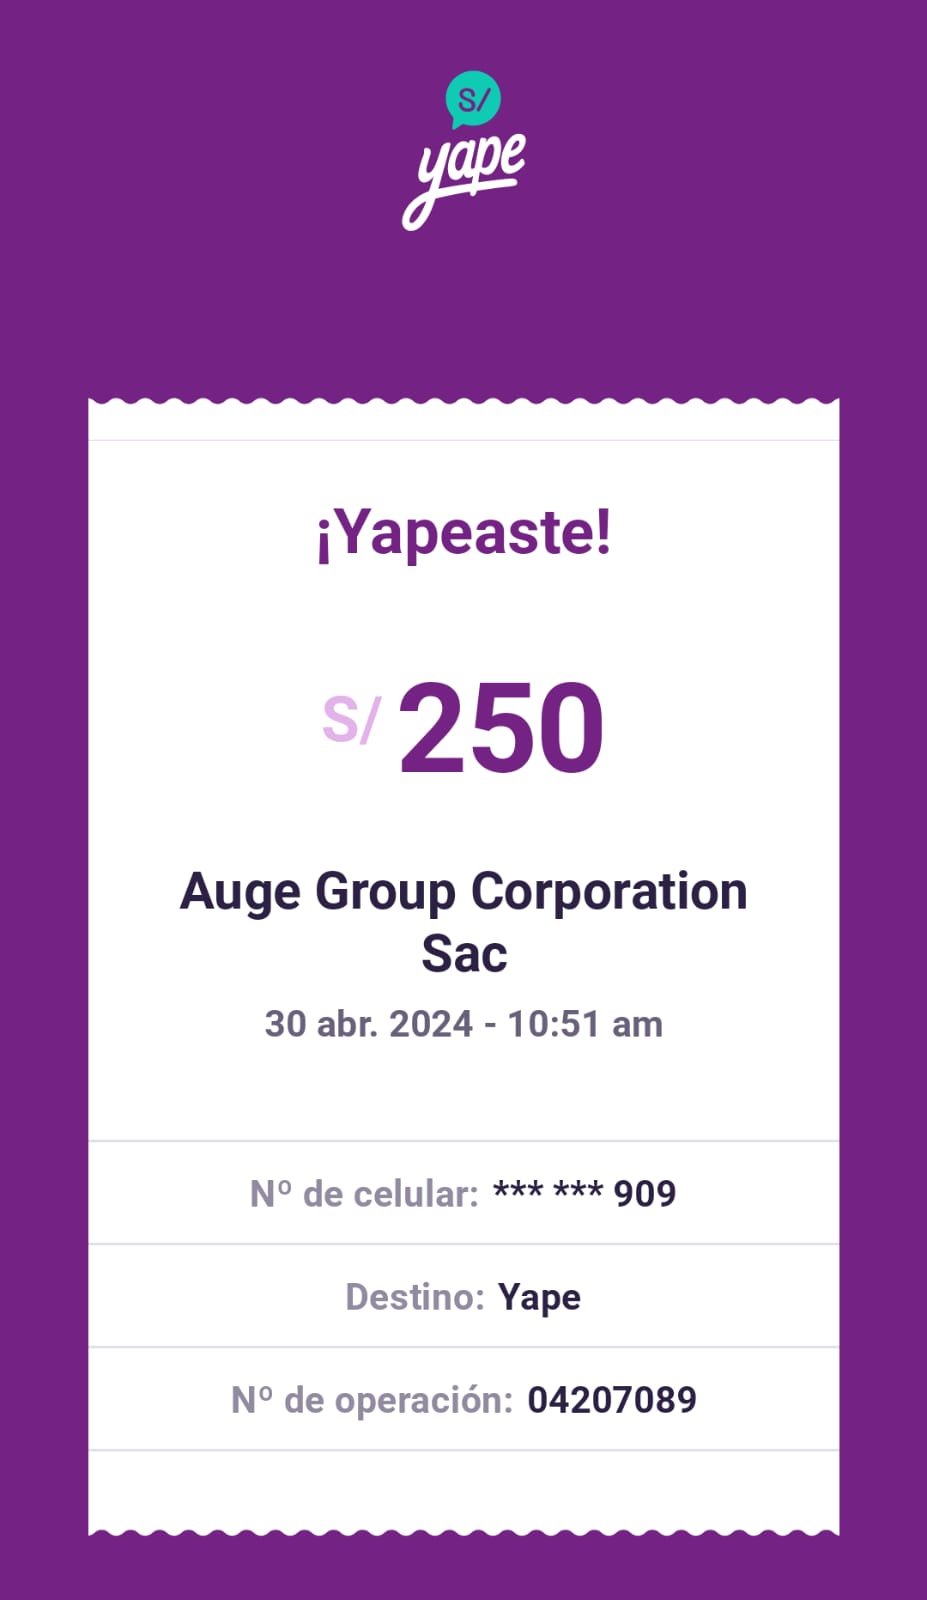 S/
yape
¡Yapeaste!
S/ 250
Auge Group Corporation
Sac
30 abr. 2024 - 10:51 am
Nº de celular: *** *** 909
Destino: Yape
Nº de operación: 04207089